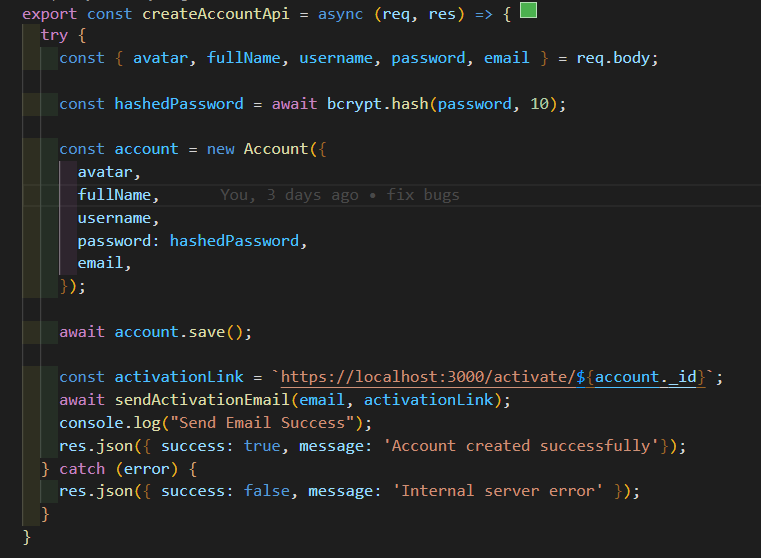 export const createAccountApi = async (req, res) => {
try {
const { avatar, fullName, username, password, email } = req.body;
const hashedPassword = await bcrypt.hash(password, 10);
const account = new Account({
avatar,
fullName, You, 3 days ago • fix bugs
username,
password: hashedPassword,
email,
});
await account.save();
const activationLink = `https://localhost:3000/activate/${account._id}`;
await sendActivationEmail(email, activationLink);
console.log("Send Email Success");
res.json({ success: true, message: 'Account created successfully'});
} catch (error) {
res.json({ success: false, message: 'Internal server error' });
}
}